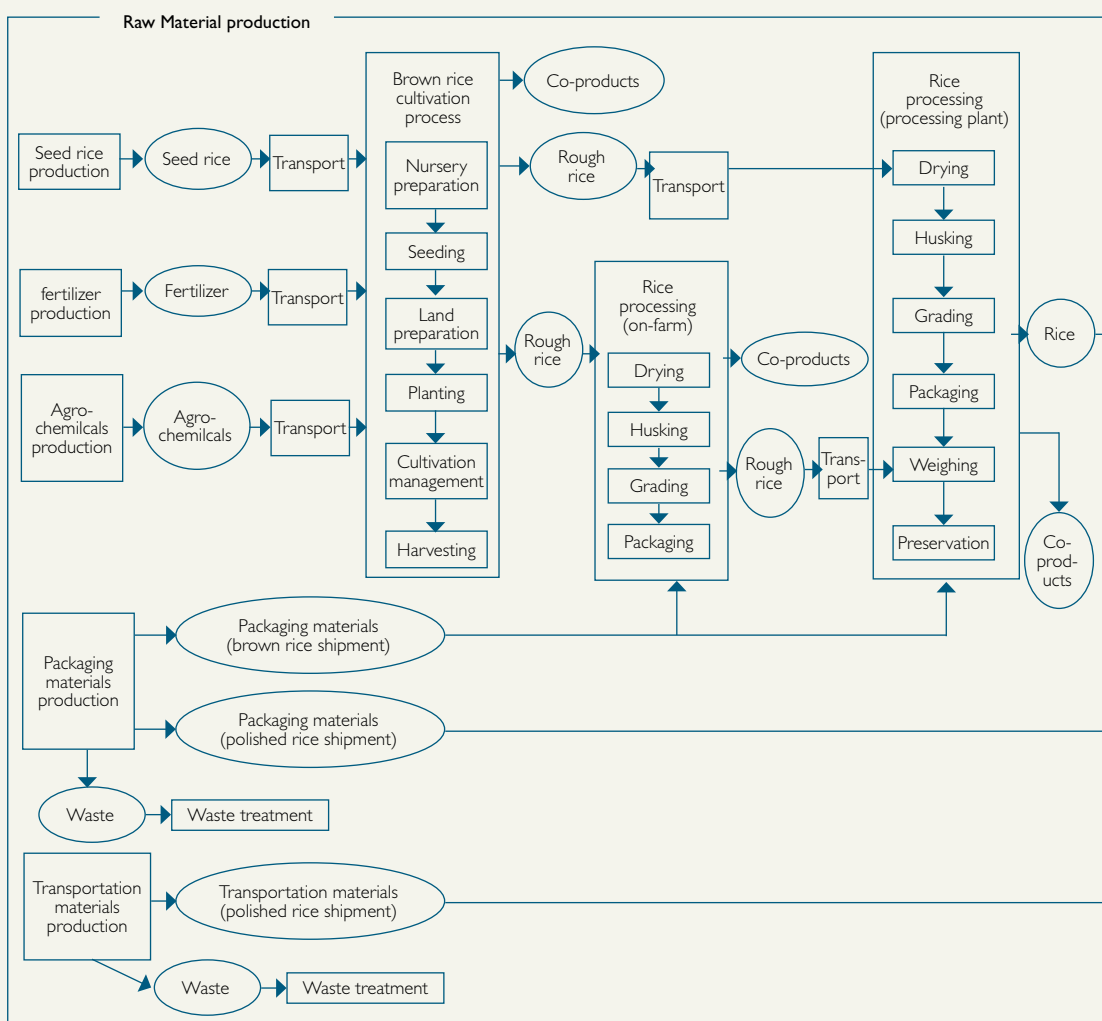 Raw Material production
Seed rice
production
Seed rice
Transport
fertilizer
production
Fertilizer
Transport
Agro-
chemilcals
production
Agro-
chemilcals
Transport
Brown rice
cultivation
process
Nursery
preparation
Seeding
Land
preparation
Planting
Cultivation
management
Harvesting
Co-products
Rough
rice
Transport
Rough
rice
Rice
processing
(on-farm)
Drying
Husking
Grading
Packaging
Co-products
Rough
rice
Trans-
port
Rice
processing
(processing plant)
Drying
Husking
Grading
Packaging
Weighing
Preservation
Rice
Co-
prod-
ucts
Packaging
materials
production
Packaging materials
(brown rice shipment)
Packaging materials
(polished rice shipment)
Waste
Waste treatment
Transportation
materials
production
Transportation materials
(polished rice shipment)
Waste
Waste treatment